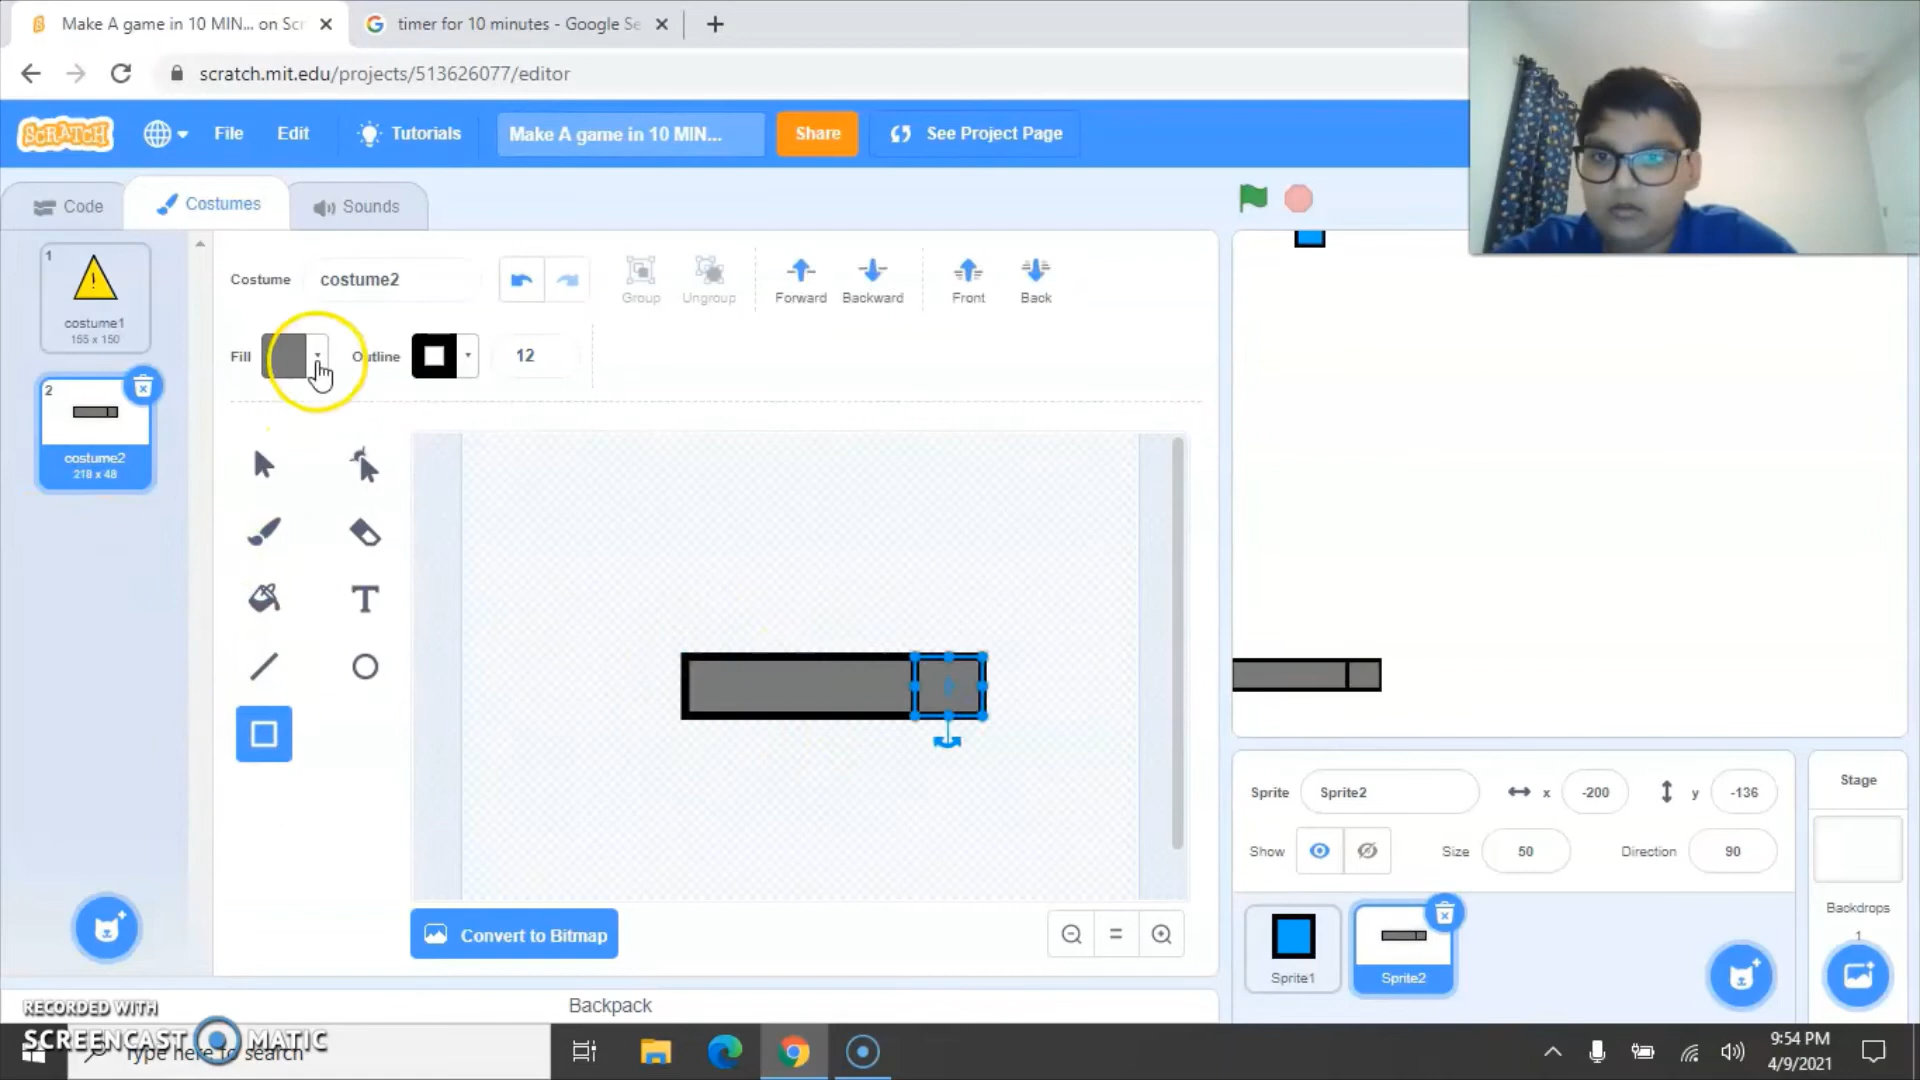 Make A game in 10 MIN... on Scr
timer for 10 minutes - Google Se
scratch.mit.edu/projects/513626077/editor
SCRATCH
File
Edit
Tutorials
Make A game in 10 MIN...
Share
See Project Page
Code
Costumes
Sounds
1
costume1
155 x 150
2
costume2
218 x 48
Costume
costume2
Group
Ungroup
Forward
Backward
Front
Back
Fill
Outline
12
Convert to Bitmap
Backpack
Sprite
Sprite2
x
-200
y
-136
Show
Size
50
Direction
90
Sprite1
Sprite2
Stage
Backdrops
1
RECORDED WITH
SCREENCAST MATIC
Type here to search
9:54 PM
4/9/2021